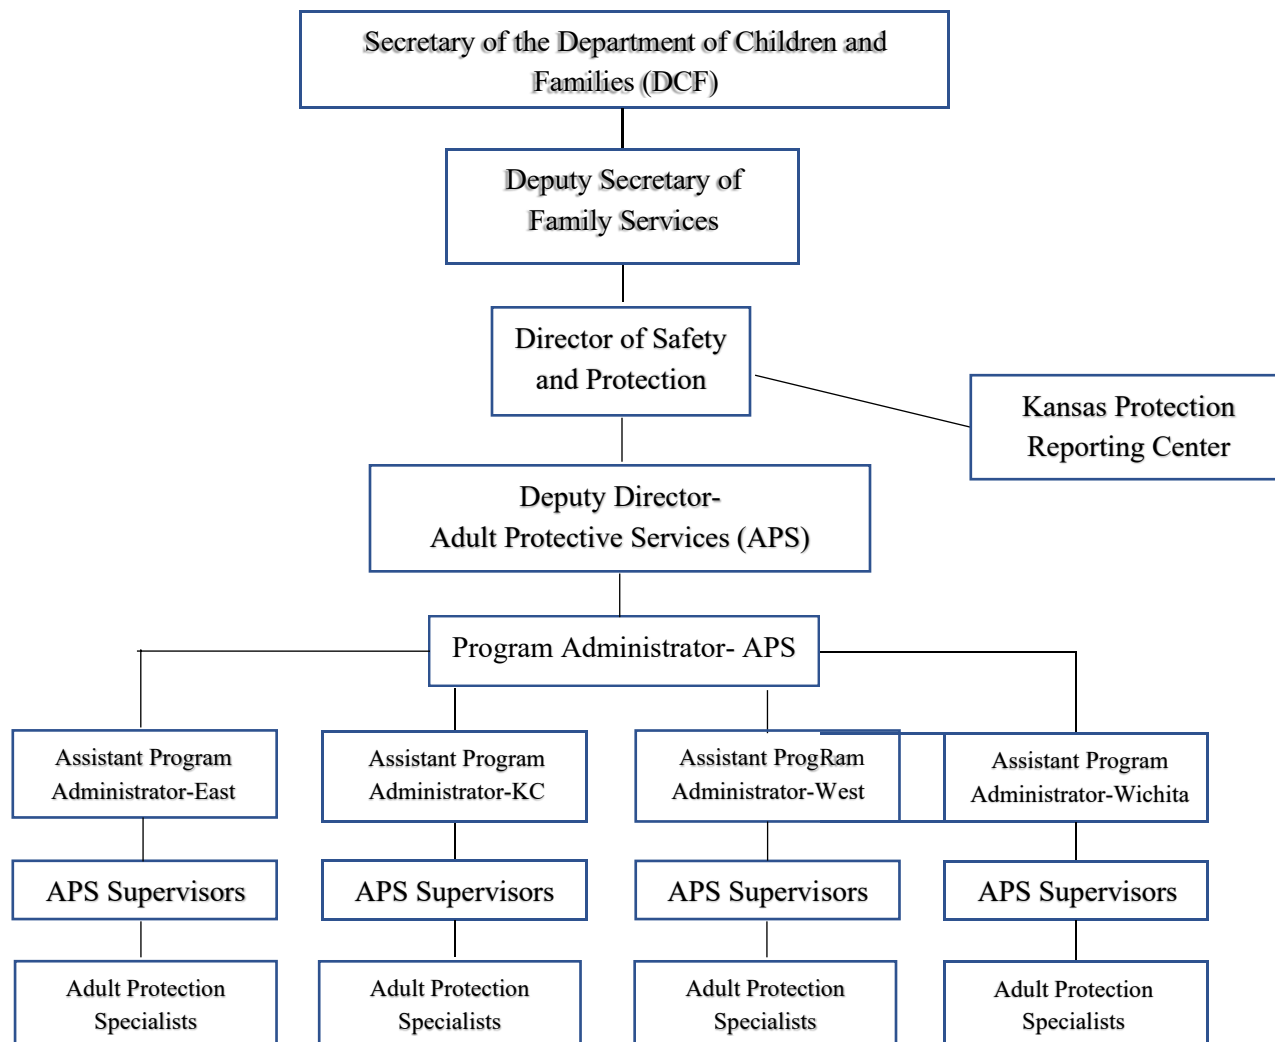 Secretary of the Department of Children and
Families (DCF)
Deputy Secretary of
Family Services
Director of Safety
and Protection
Kansas Protection
Reporting Center
Deputy Director-
Adult Protective Services (APS)
Program Administrator- APS
Assistant Program
Administrator-East
Assistant Program
Administrator-KC
Assistant ProgRam
Administrator-West
Assistant Program
Administrator-Wichita
APS Supervisors
APS Supervisors
APS Supervisors
APS Supervisors
Adult Protection
Specialists
Adult Protection
Specialists
Adult Protection
Specialists
Adult Protection
Specialists